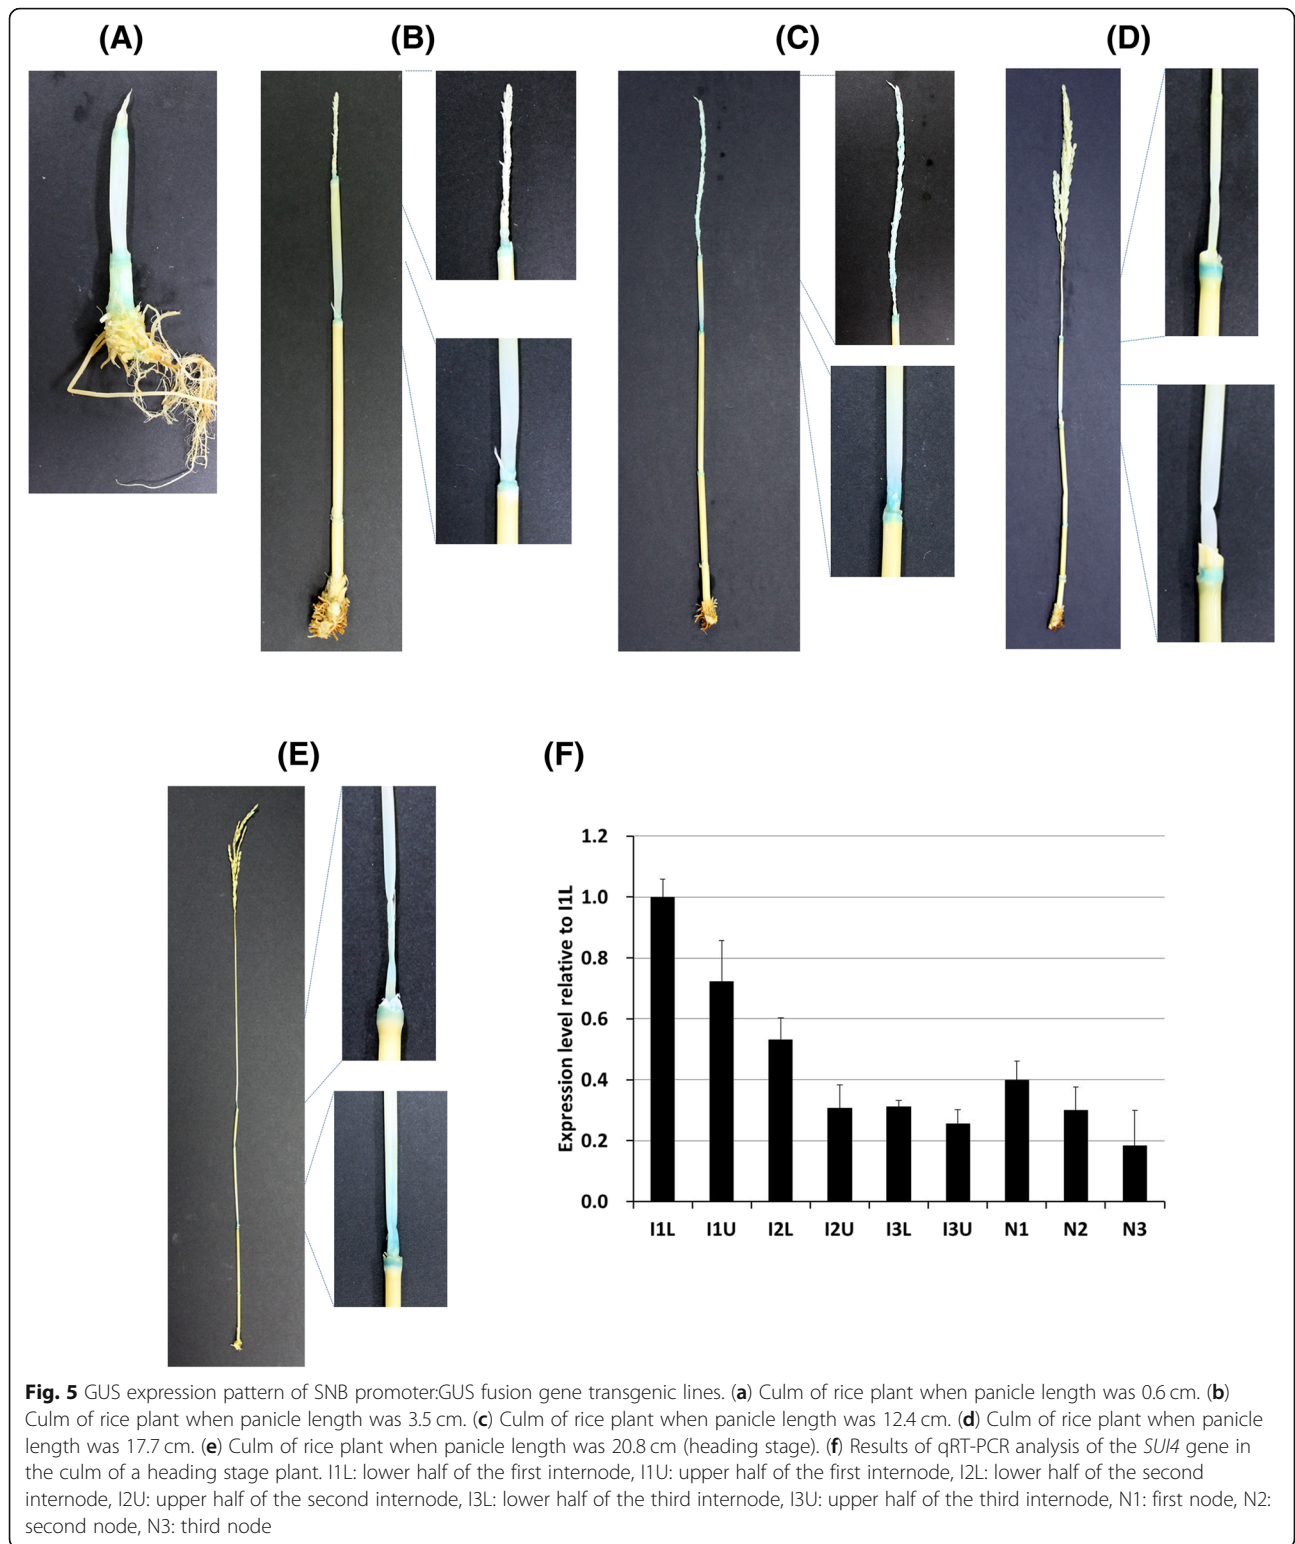 (A)
(B)
(C)
(D)
(E)
(F)
Expression level relative to I1L
1.2
1.0
0.8
0.6
0.4
0.2
0.0
I1L I1U I2L I2U I3L I3U N1 N2 N3
Fig. 5 GUS expression pattern of SNB promoter:GUS fusion gene transgenic lines. (a) Culm of rice plant when panicle length was 0.6 cm. (b)
Culm of rice plant when panicle length was 3.5 cm. (c) Culm of rice plant when panicle length was 12.4 cm. (d) Culm of rice plant when panicle
length was 17.7 cm. (e) Culm of rice plant when panicle length was 20.8 cm (heading stage). (f) Results of qRT-PCR analysis of the SUI4 gene in
the culm of a heading stage plant. I1L: lower half of the first internode, I1U: upper half of the first internode, I2L: lower half of the second
internode, I2U: upper half of the second internode, I3L: lower half of the third internode, I3U: upper half of the third internode, N1: first node, N2:
second node, N3: third node